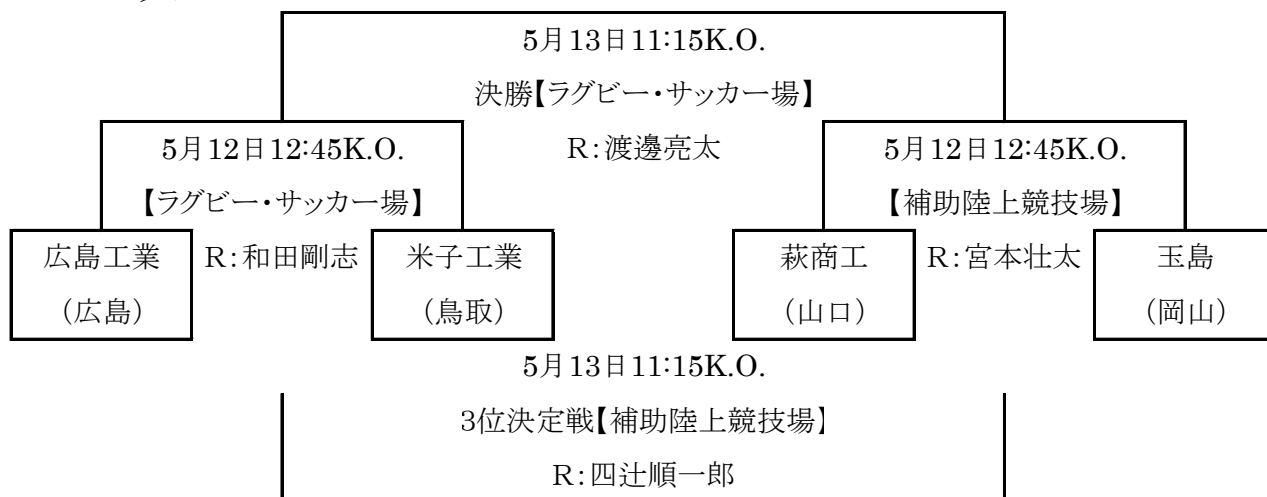 5月13日11:15K.O.
決勝【ラグビー・サッカー場】
5月12日12:45K.O. R:渡邊亮太 5月12日12:45K.O.
【ラグビー・サッカー場】 【補助陸上競技場】
広島工業 R:和田剛志 米子工業 萩商工 R:宮本壮太 玉島
(広島) (鳥取) (山口) (岡山)
5月13日11:15K.O.
3位決定戦【補助陸上競技場】
R:四辻順一郎